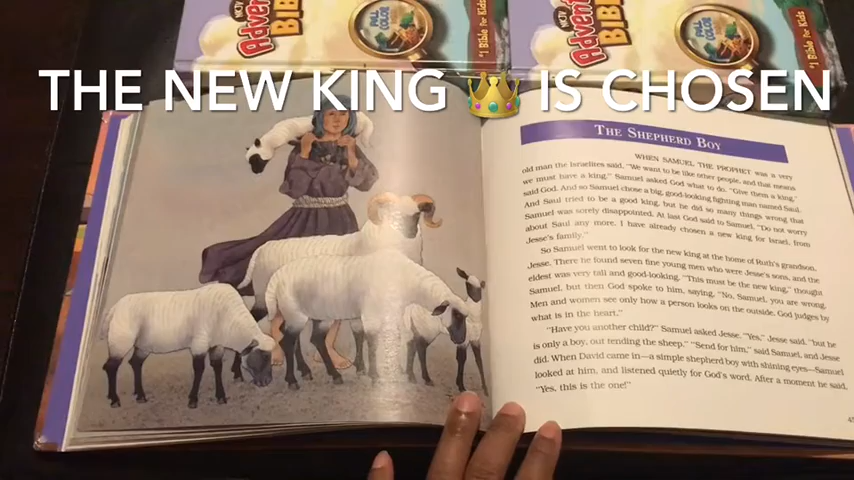 NCIV
Adven
BIB
FULL
COLOR
#1 Bible for Kids
Adven
BIB
FULL
COLOR
#1 Bible for Kids
THE NEW KING 👑 IS CHOSEN
THE SHEPHERD BOY
WHEN SAMUEL THE PROPHET was a very
old man the Israelites said, "We want to be like other people, and that means
we must have a king." Samuel asked God what to do. "Give them a king,"
said God. And so Samuel chose a big, good-looking fighting man named Saul.
And Saul tried to be a good king, but he did so many things wrong that
Samuel was sorely disappointed. At last God said to Samuel, "Do not worry
about Saul any more. I have already chosen a new king for Israel, from
Jesse's family."
So Samuel went to look for the new king at the home of Ruth's grandson,
Jesse. There he found seven fine young men who were Jesse's sons, and the
eldest was very tall and good-looking. "This must be the new king," thought
Samuel, but then God spoke to him, saying, "No, Samuel, you are wrong.
Men and women see only how a person looks on the outside. God judges by
what is in the heart."
"Have you another child?" Samuel asked Jesse. "Yes," Jesse said, "but he
is only a boy, out tending the sheep." "Send for him," said Samuel, and Jesse
did. When David came in—a simple shepherd boy with shining eyes—Samuel
looked at him, and listened quietly for God's word. After a moment he said,
"Yes, this is the one!"